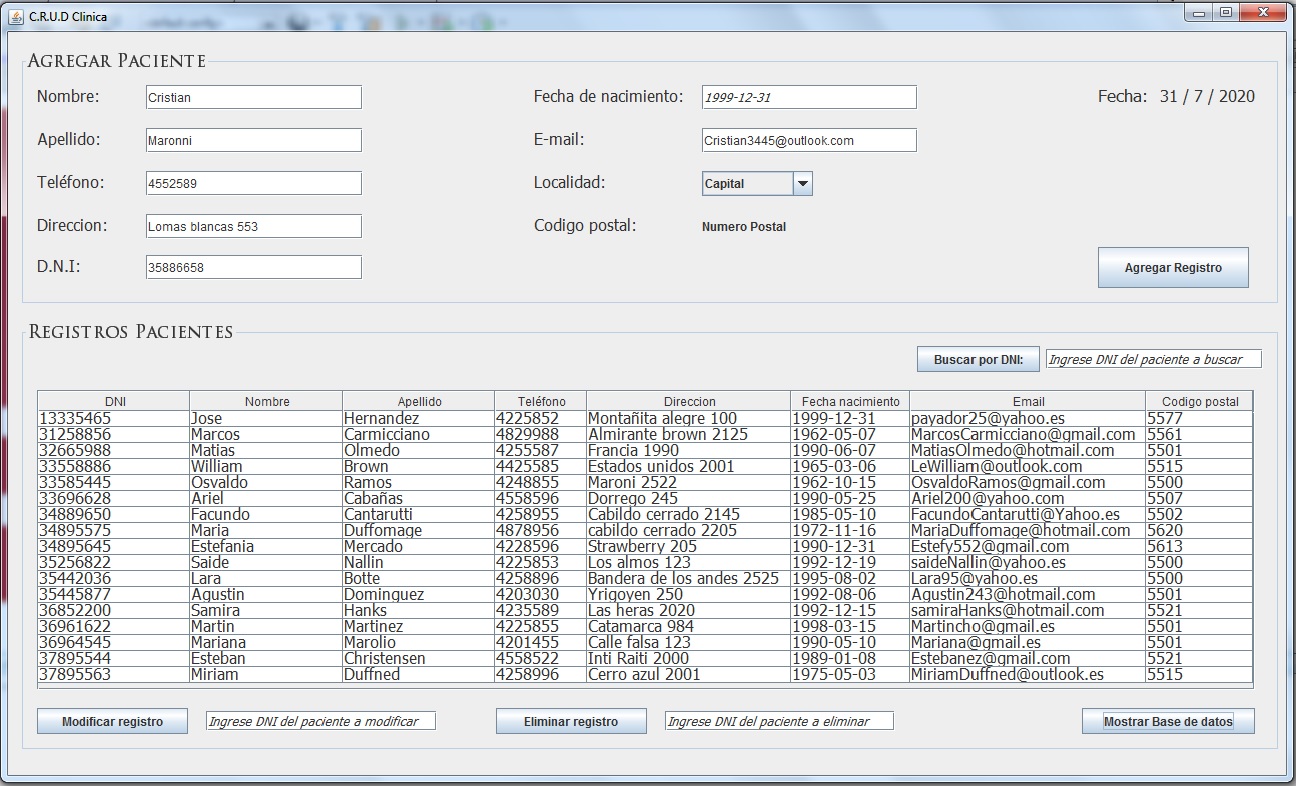 C.R.U.D Clinica
AGREGAR PACIENTE
Nombre: Cristian Fecha de nacimiento: 1999-12-31 Fecha: 31 / 7 / 2020
Apellido: Maronni E-mail: Cristian3445@outlook.com
Teléfono: 4552589 Localidad: Capital
Direccion: Lomas blancas 553 Codigo postal: Numero Postal
D.N.I: 35886658 Agregar Registro
REGISTROS PACIENTES
Buscar por DNI: Ingrese DNI del paciente a buscar
DNI Nombre Apellido Teléfono Direccion Fecha nacimiento Email Codigo postal
13335465 Jose Hernandez 4225852 Montañita alegre 100 1999-12-31 payador25@yahoo.es 5577
31258856 Marcos Carmicciano 4829988 Almirante brown 2125 1962-05-07 MarcosCarmicciano@gmail.com 5561
32665988 Matias Olmedo 4255587 Francia 1990 1990-06-07 MatiasOlmedo@hotmail.com 5501
33558886 William Brown 4425585 Estados unidos 2001 1965-03-06 LeWilliam@outlook.com 5515
33585445 Osvaldo Ramos 4248855 Maroni 2522 1962-10-15 OsvaldoRamos@gmail.com 5500
33696628 Ariel Cabañas 4558596 Dorrego 245 1990-05-25 Ariel200@yahoo.com 5507
34889650 Facundo Cantarutti 4258955 Cabildo cerrado 2145 1985-05-10 FacundoCantarutti@Yahoo.es 5502
34895575 Maria Duffomage 4878956 cabildo cerrado 2205 1972-11-16 MariaDuffomage@hotmail.com 5620
34895645 Estefania Mercado 4228596 Strawberry 205 1990-12-31 Estefy552@gmail.com 5613
35256822 Saide Nallin 4225853 Los almos 123 1992-12-19 saideNallin@yahoo.es 5500
35442036 Lara Botte 4258896 Bandera de los andes 2525 1995-08-02 Lara95@yahoo.es 5500
35445877 Agustin Dominguez 4203030 Yrigoyen 250 1992-08-06 Agustin243@hotmail.com 5501
36852200 Samira Hanks 4235589 Las heras 2020 1992-12-15 samiraHanks@hotmail.com 5521
36961622 Martin Martinez 4225855 Catamarca 984 1998-03-15 Martincho@gmail.es 5501
36964545 Mariana Marolio 4201455 Calle falsa 123 1990-05-10 Mariana@gmail.es 5501
37895544 Esteban Christensen 4558522 Inti Raiti 2000 1989-01-08 Estebanez@gmail.com 5521
37895563 Miriam Duffned 4258996 Cerro azul 2001 1975-05-03 MiriamDuffned@outlook.es 5515
Modificar registro Ingrese DNI del paciente a modificar Eliminar registro Ingrese DNI del paciente a eliminar Mostrar Base de datos